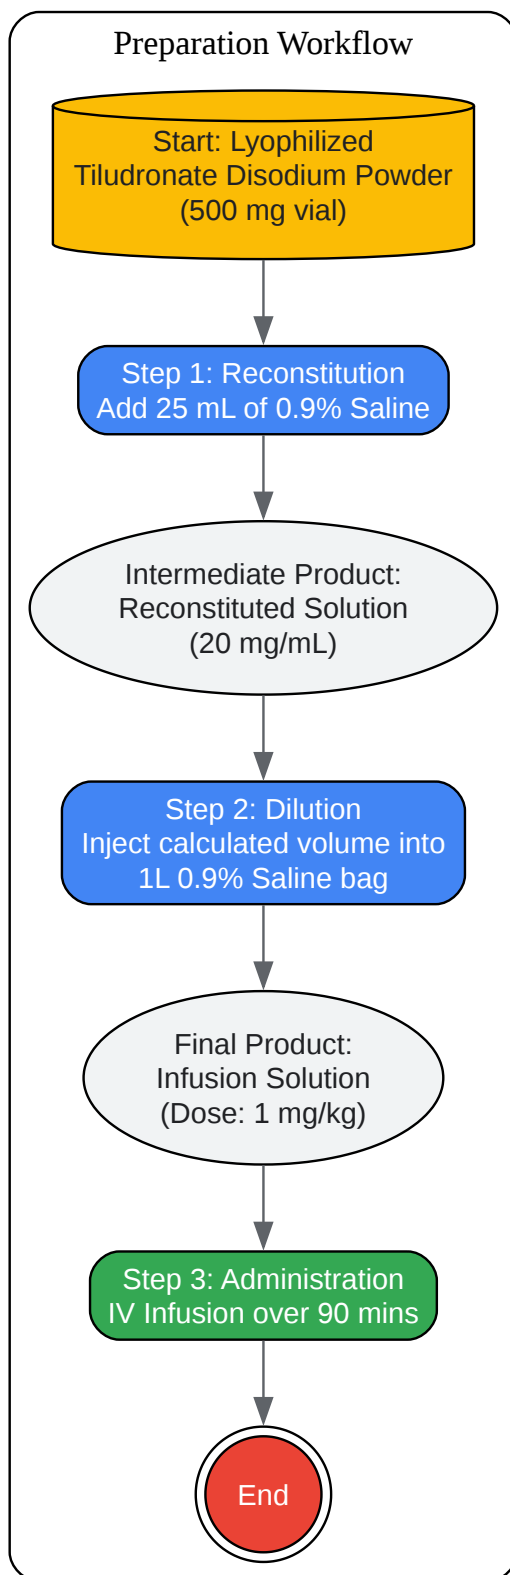 Preparation Workflow
Start: Lyophilized
Tiludronate Disodium Powder
(500 mg vial)
Step 1: Reconstitution
Add 25 mL of 0.9% Saline
Intermediate Product:
Reconstituted Solution
(20 mg/mL)
Step 2: Dilution
Inject calculated volume into
1L 0.9% Saline bag
Final Product:
Infusion Solution
(Dose: 1 mg/kg)
Step 3: Administration
IV Infusion over 90 mins
End